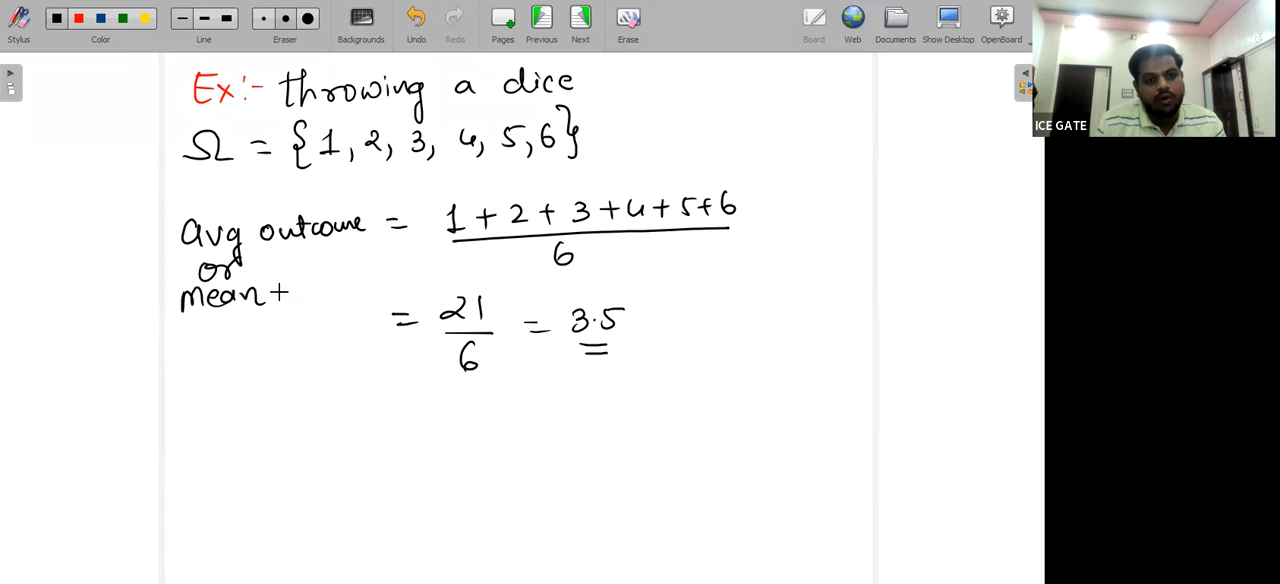 Stylus
Color
Line
Eraser
Backgrounds
Undo
Redo
Pages
Previous
Next
Erase
Board
Web
Documents
Show Desktop
OpenBoard
ICE GATE
Ex:- throwing a dice
Ω = {1, 2, 3, 4, 5, 6}
avg outcome = 1 + 2 + 3 + 4 + 5 + 6
6
or
mean +
= 21 = 3.5
6